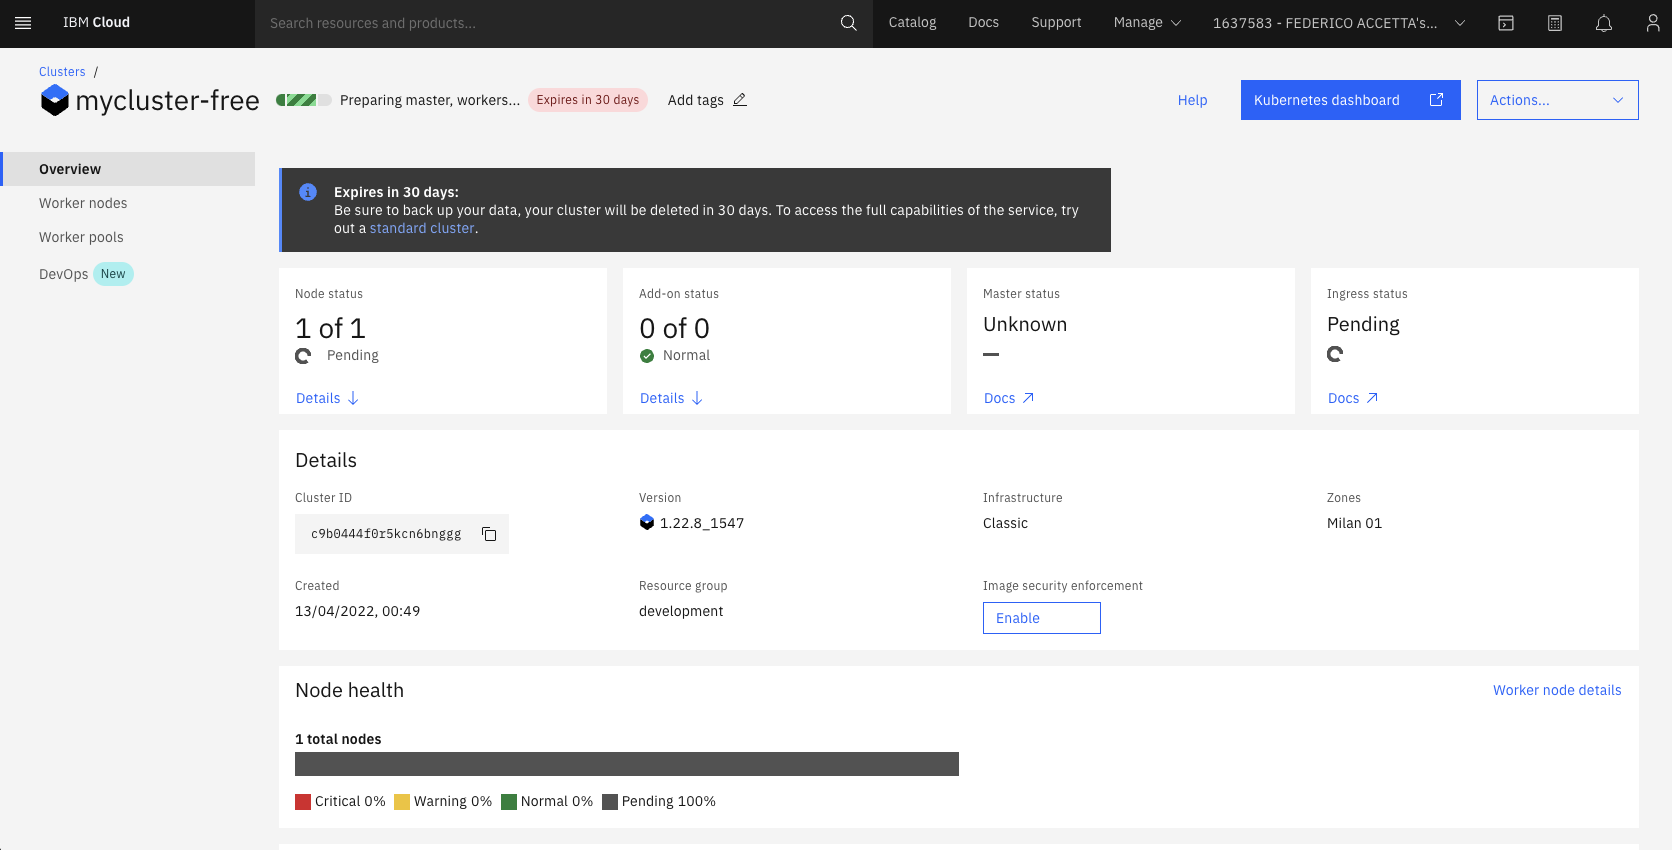 IBM Cloud
Search resources and products...
Catalog
Docs
Support
Manage
1637583 - FEDERICO ACCETTA's...
Clusters /
mycluster-free
Preparing master, workers...
Expires in 30 days
Add tags
Help
Kubernetes dashboard
Actions...
Overview
Worker nodes
Worker pools
DevOps New
Expires in 30 days:
Be sure to back up your data, your cluster will be deleted in 30 days. To access the full capabilities of the service, try
out a standard cluster.
Node status
1 of 1
Pending
Details
Add-on status
0 of 0
Normal
Details
Master status
Unknown
Docs
Ingress status
Pending
Docs
Details
Cluster ID
c9b0444f0r5kcn6bnggg
Version
1.22.8_1547
Infrastructure
Classic
Zones
Milan 01
Created
13/04/2022, 00:49
Resource group
development
Image security enforcement
Enable
Node health
Worker node details
1 total nodes
Critical 0% Warning 0% Normal 0% Pending 100%